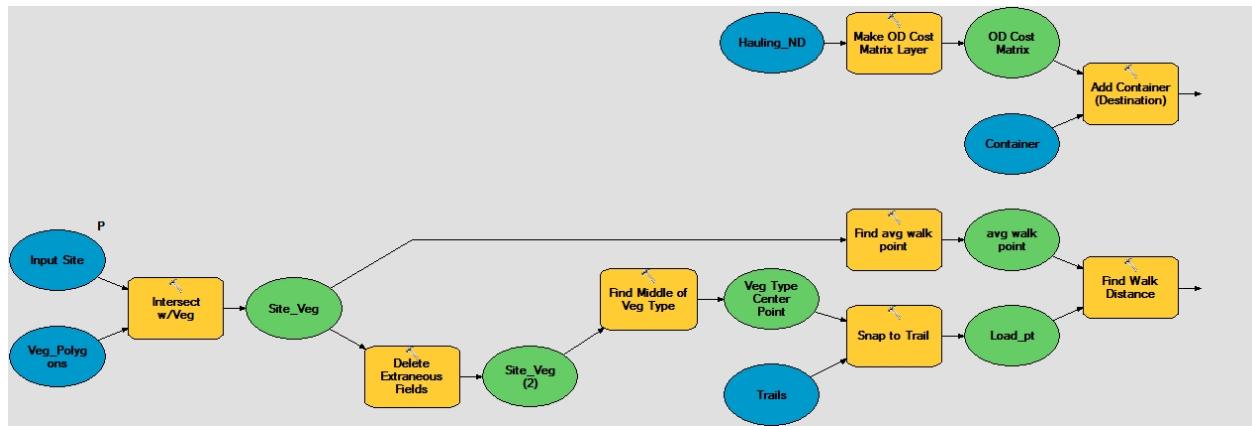 Hauling_ND
Make OD Cost
Matrix Layer
OD Cost
Matrix
Add Container
(Destination)
Container
P
Input Site
Veg_Polyg
ons
Intersect
w/Veg
Site_Veg
Find avg walk
point
avg walk
point
Find Walk
Distance
Delete
Extraneous
Fields
Site_Veg
(2)
Find Middle of
Veg Type
Veg Type
Center
Point
Trails
Snap to Trail
Load_pt